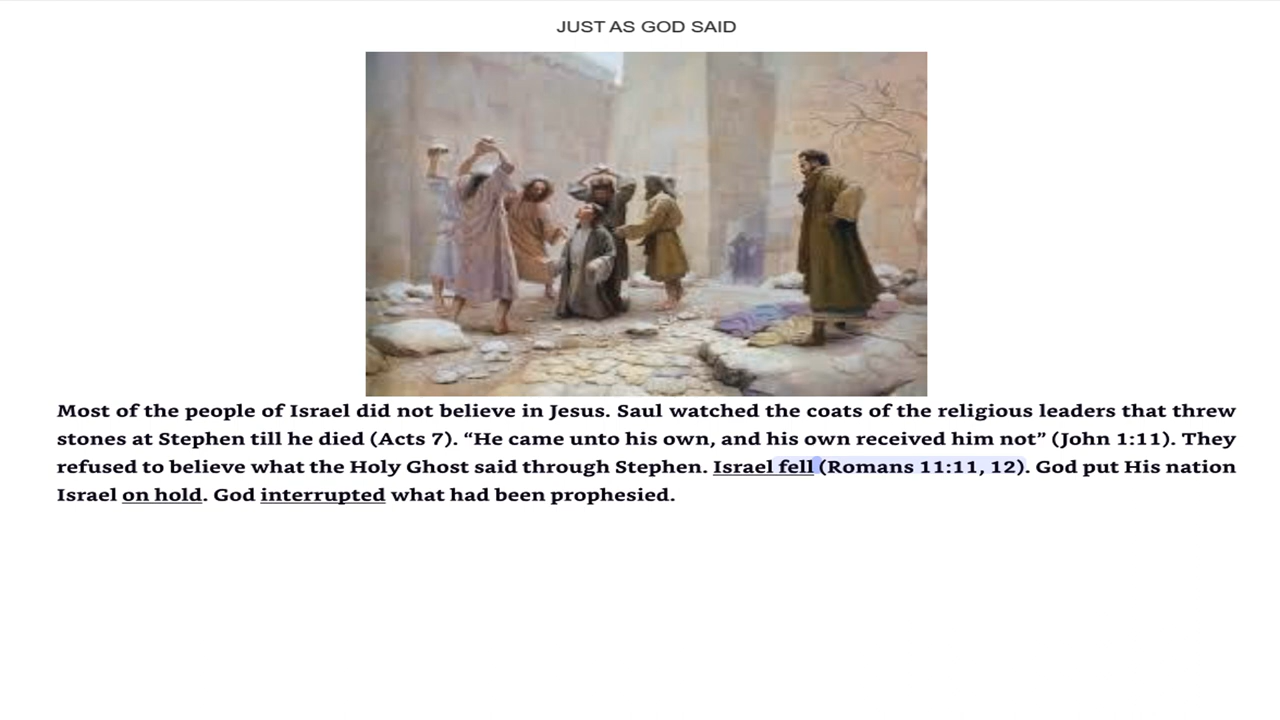 JUST AS GOD SAID
Most of the people of Israel did not believe in Jesus. Saul watched the coats of the religious leaders that threw
stones at Stephen till he died (Acts 7). “He came unto his own, and his own received him not” (John 1:11). They
refused to believe what the Holy Ghost said through Stephen. Israel fell (Romans 11:11, 12). God put His nation
Israel on hold. God interrupted what had been prophesied.